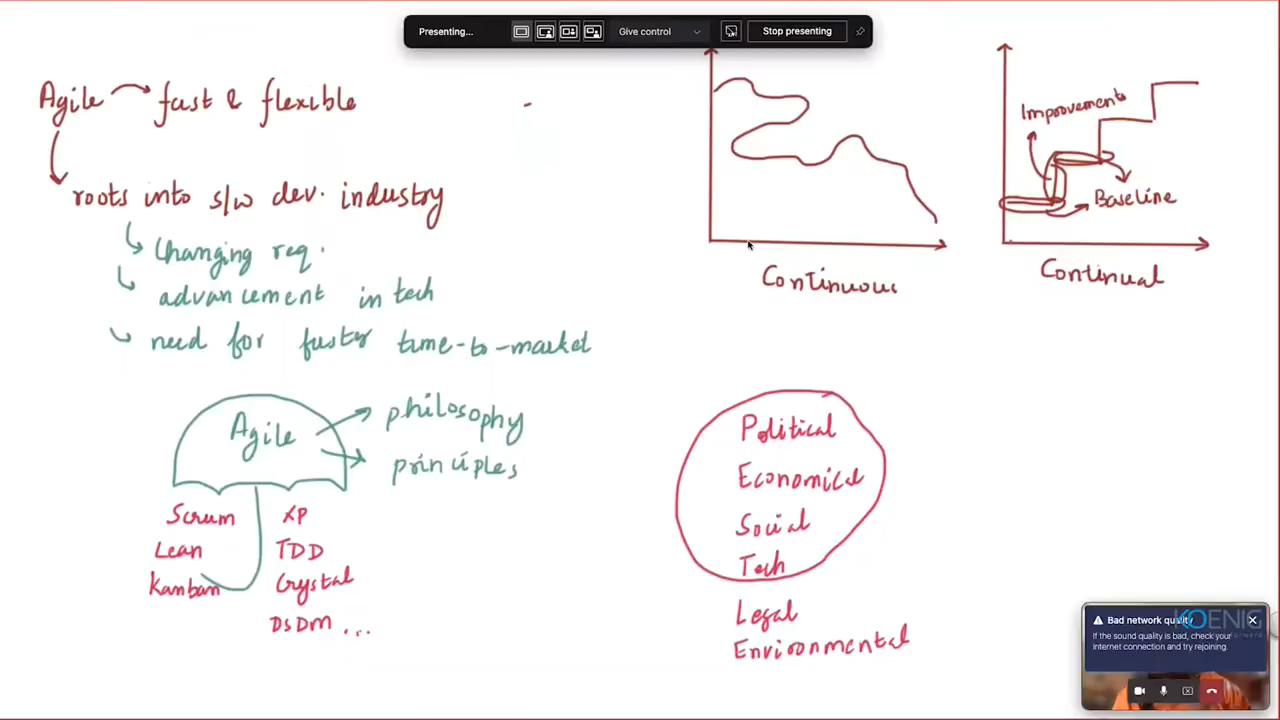 Presenting...
Give control
Stop presenting
Agile fast & flexible
roots into s/w dev. industry
Changing req.
advancement in tech
need for faster time-to-market
Agile
philosophy
principles
Scrum XP
Lean TDD
Kanban Crystal
DSDM ...
Continuous
Improvements
Baseline
Continual
Political
Economical
Social
Tech
Legal
Environmental
KOENIG
Bad network quality
If the sound quality is bad, check your
internet connection and try rejoining.